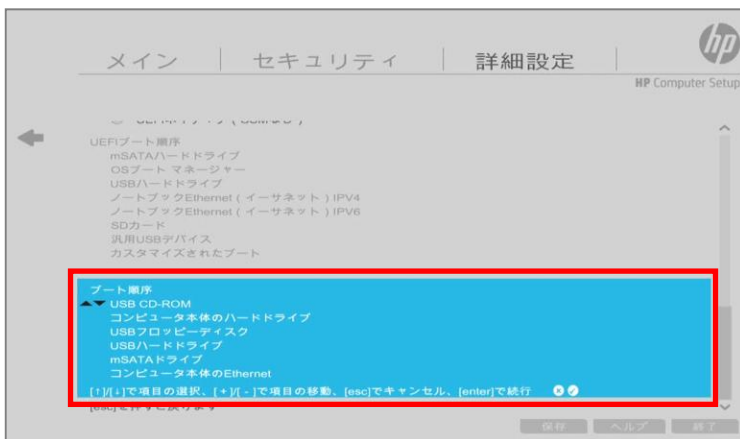 hp
メイン | セキュリティ | 詳細設定 |
HP Computer Setup
UEFIブート順序
mSATAハードドライブ
OSブート マネージャー
USBハードドライブ
ノートブックEthernet ( イーサネット ) IPV4
ノートブックEthernet ( イーサネット ) IPV6
SDカード
汎用USBデバイス
カスタマイズされたブート
ブート順序
USB CD-ROM
コンピュータ本体のハードドライブ
USBフロッピーディスク
USBハードドライブ
mSATAドライブ
コンピュータ本体のEthernet
[↑]/[↓]で項目の選択、[+]/[-]で項目の移動、[esc]でキャンセル、[enter]で続行
保存 ヘルプ 終了